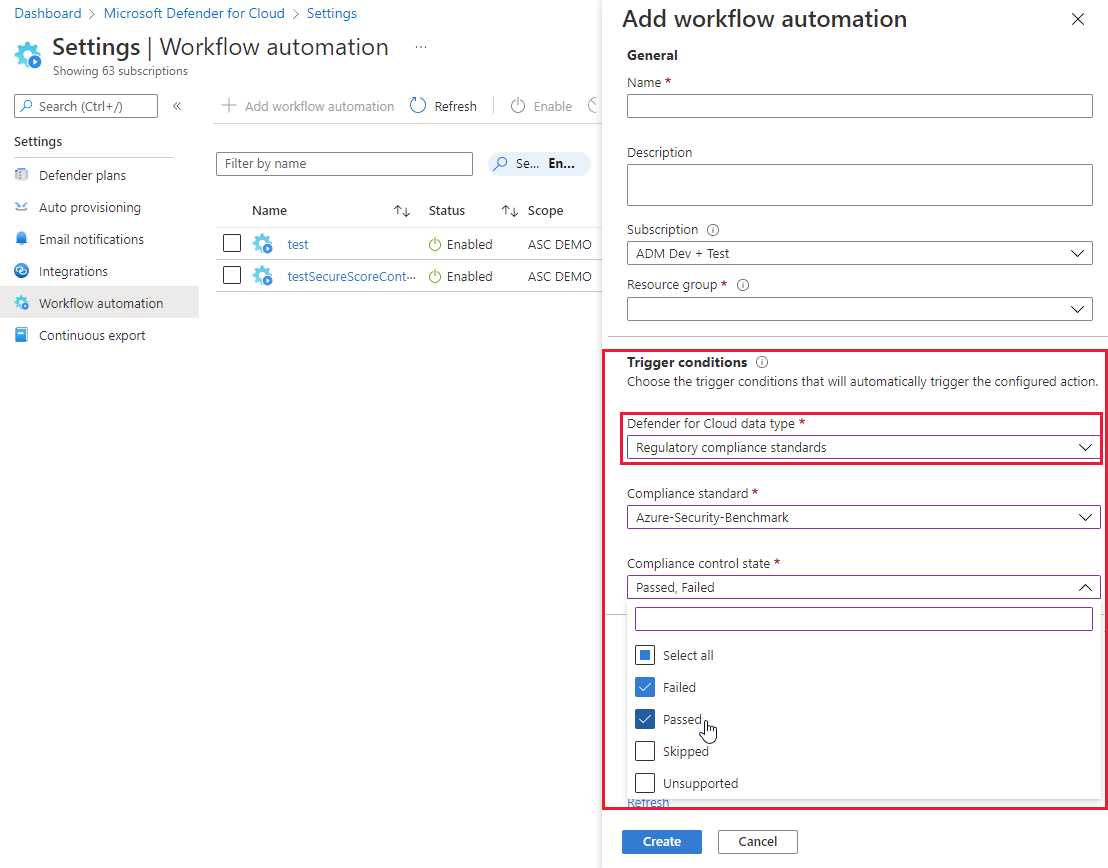 Dashboard > Microsoft Defender for Cloud > Settings
Settings | Workflow automation ...
Showing 63 subscriptions
Search (Ctrl+/) «
Settings
Defender plans
Auto provisioning
Email notifications
Integrations
Workflow automation
Continuous export
Add workflow automation Refresh Enable
Filter by name Se... En...
Name Status Scope
test Enabled ASC DEMO
testSecureScoreCont... Enabled ASC DEMO
Add workflow automation
General
Name *
Description
Subscription
ADM Dev + Test
Resource group *
Trigger conditions
Choose the trigger conditions that will automatically trigger the configured action.
Defender for Cloud data type *
Regulatory compliance standards
Compliance standard *
Azure-Security-Benchmark
Compliance control state *
Passed, Failed
Select all
Failed
Passed
Skipped
Unsupported
Refresh
Create Cancel